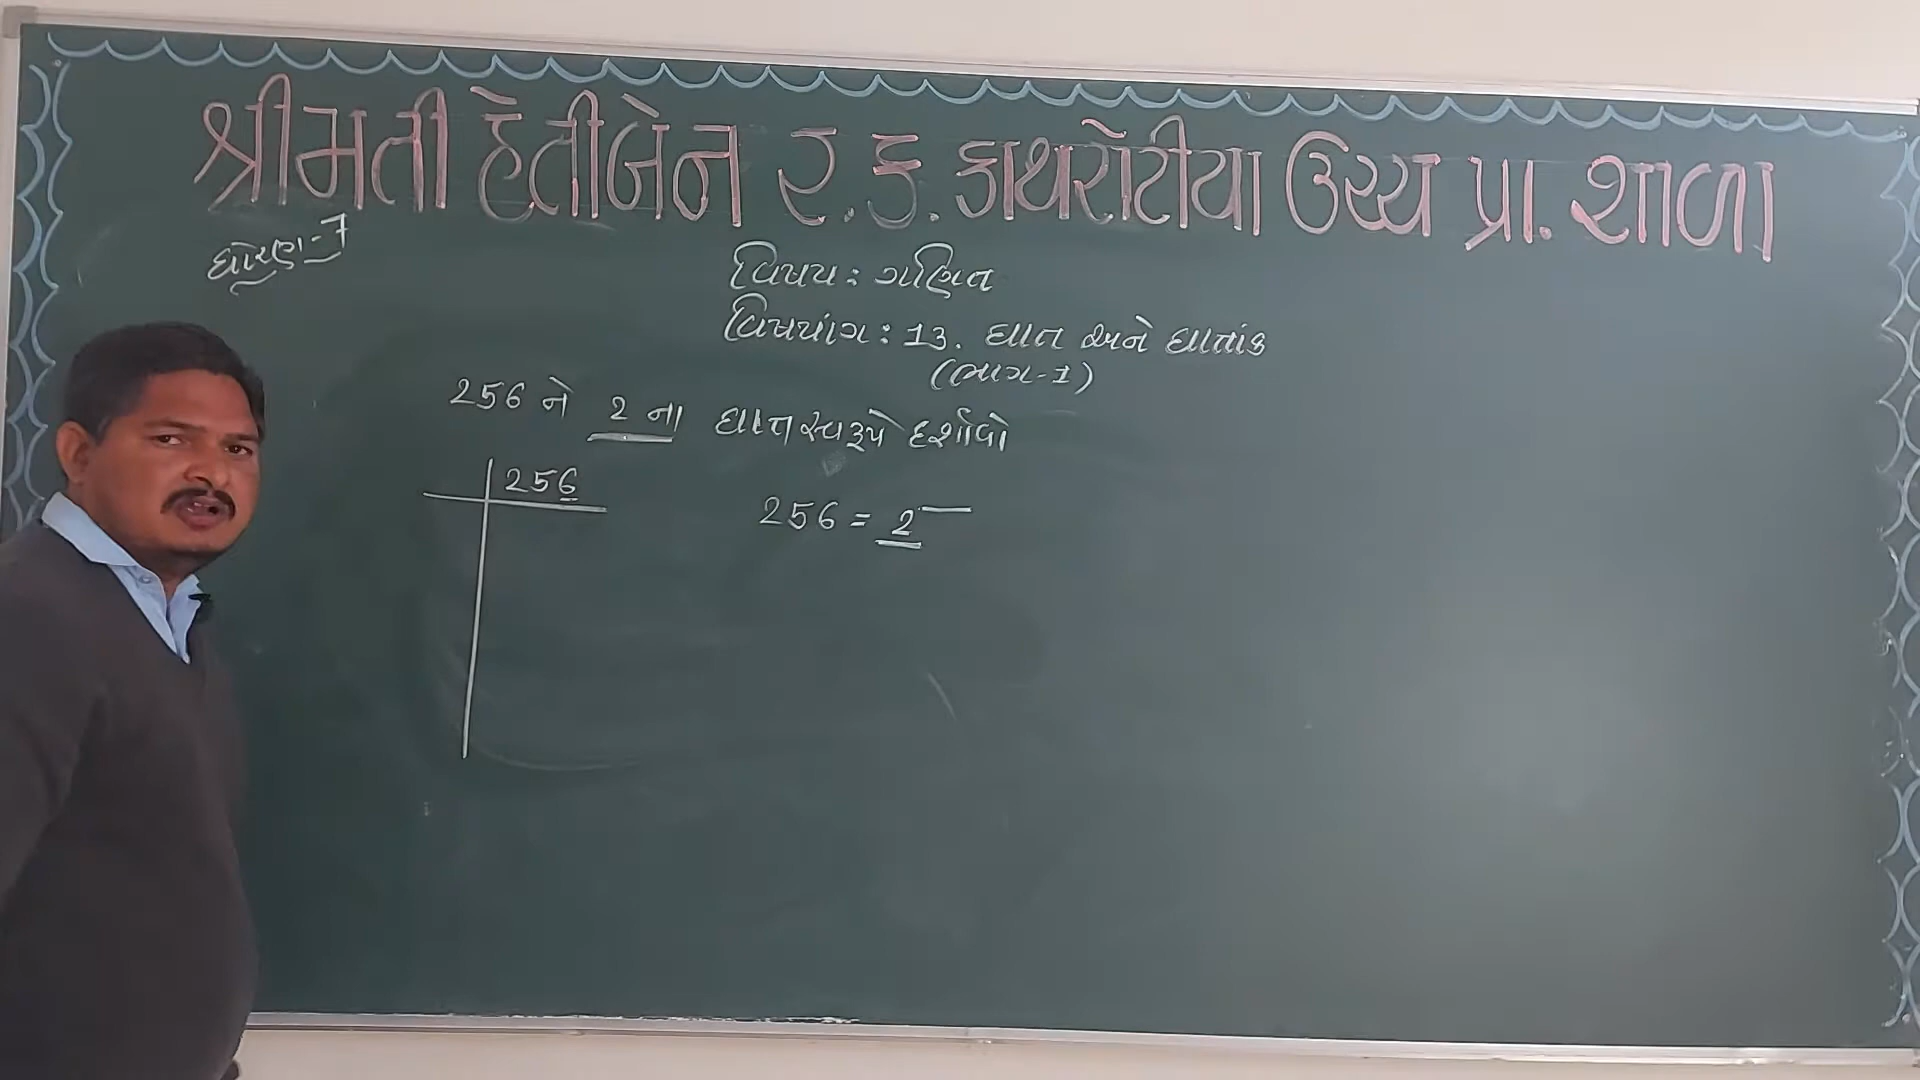 શ્રીમતી હેતીબેન ર.ક. કાથરોટીયા ઉચ્ચ પ્રા. શાળા
ધોરણ-7
વિષય: ગણિત
વિષયાંગ: 13. ઘાત અને ઘાતાંક
(ભાગ-1)
256 ને 2 ના ઘાતસ્વરૂપે દર્શાવો
256
256 = 2